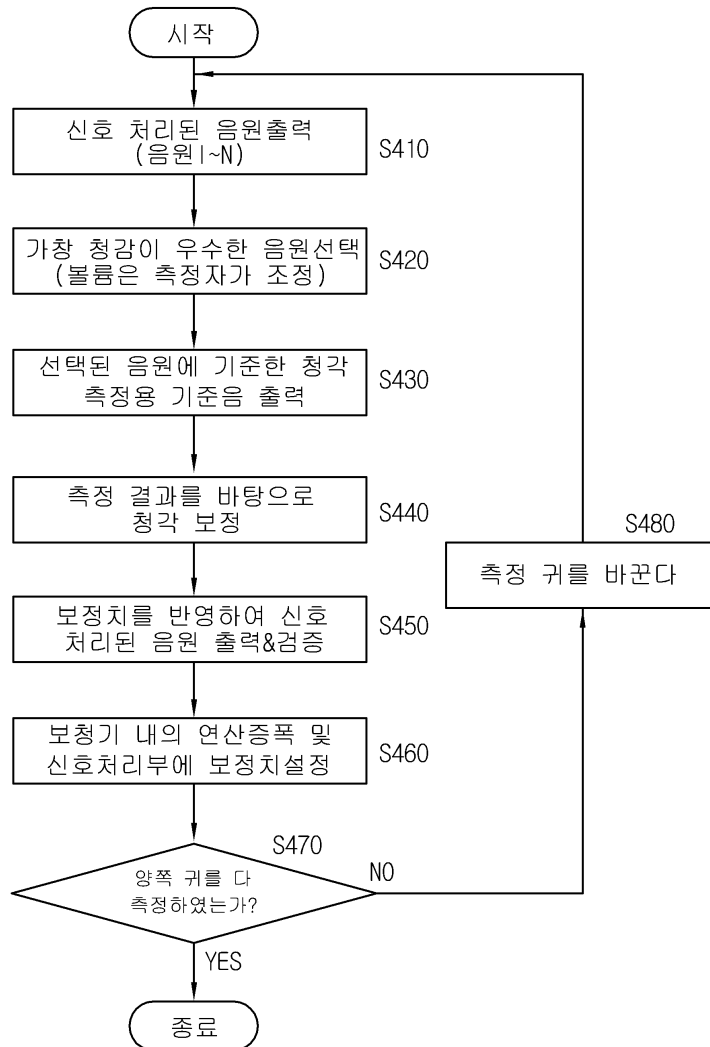 시작
신호 처리된 음원출력
(음원1~N)
S410
가창 청감이 우수한 음원선택
(볼륨은 측정자가 조정)
S420
선택된 음원에 기준한 청각
측정용 기준음 출력
S430
측정 결과를 바탕으로
청각 보정
S440
S480
측정 귀를 바꾼다
보정치를 반영하여 신호
처리된 음원 출력&검증
S450
보청기 내의 연산증폭 및
신호처리부에 보정치설정
S460
S470
양쪽 귀를 다
측정하였는가?
NO
YES
종료